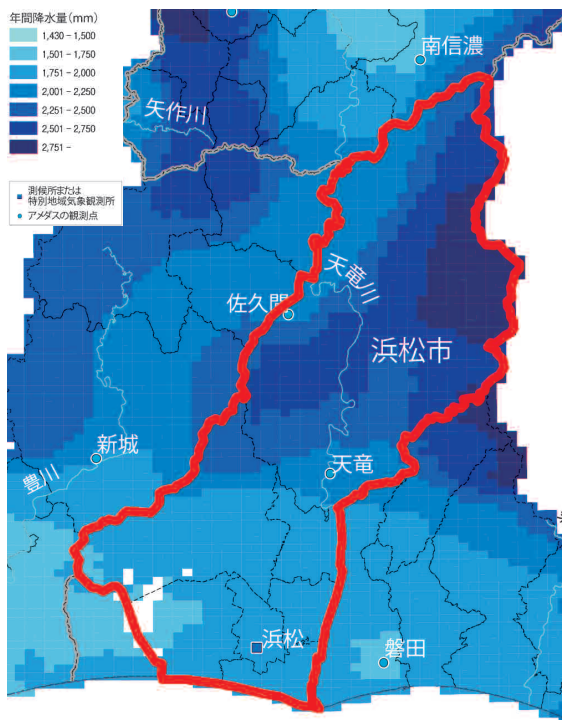 年間降水量(mm)
1,430 – 1,500
1,501 – 1,750
1,751 – 2,000
2,001 – 2,250
2,251 – 2,500
2,501 – 2,750
2,751 –
測候所または
特別地域気象観測所
アメダスの観測点
南信濃
矢作川
天竜川
佐久間
浜松市
新城
天竜
豊川
浜松
磐田